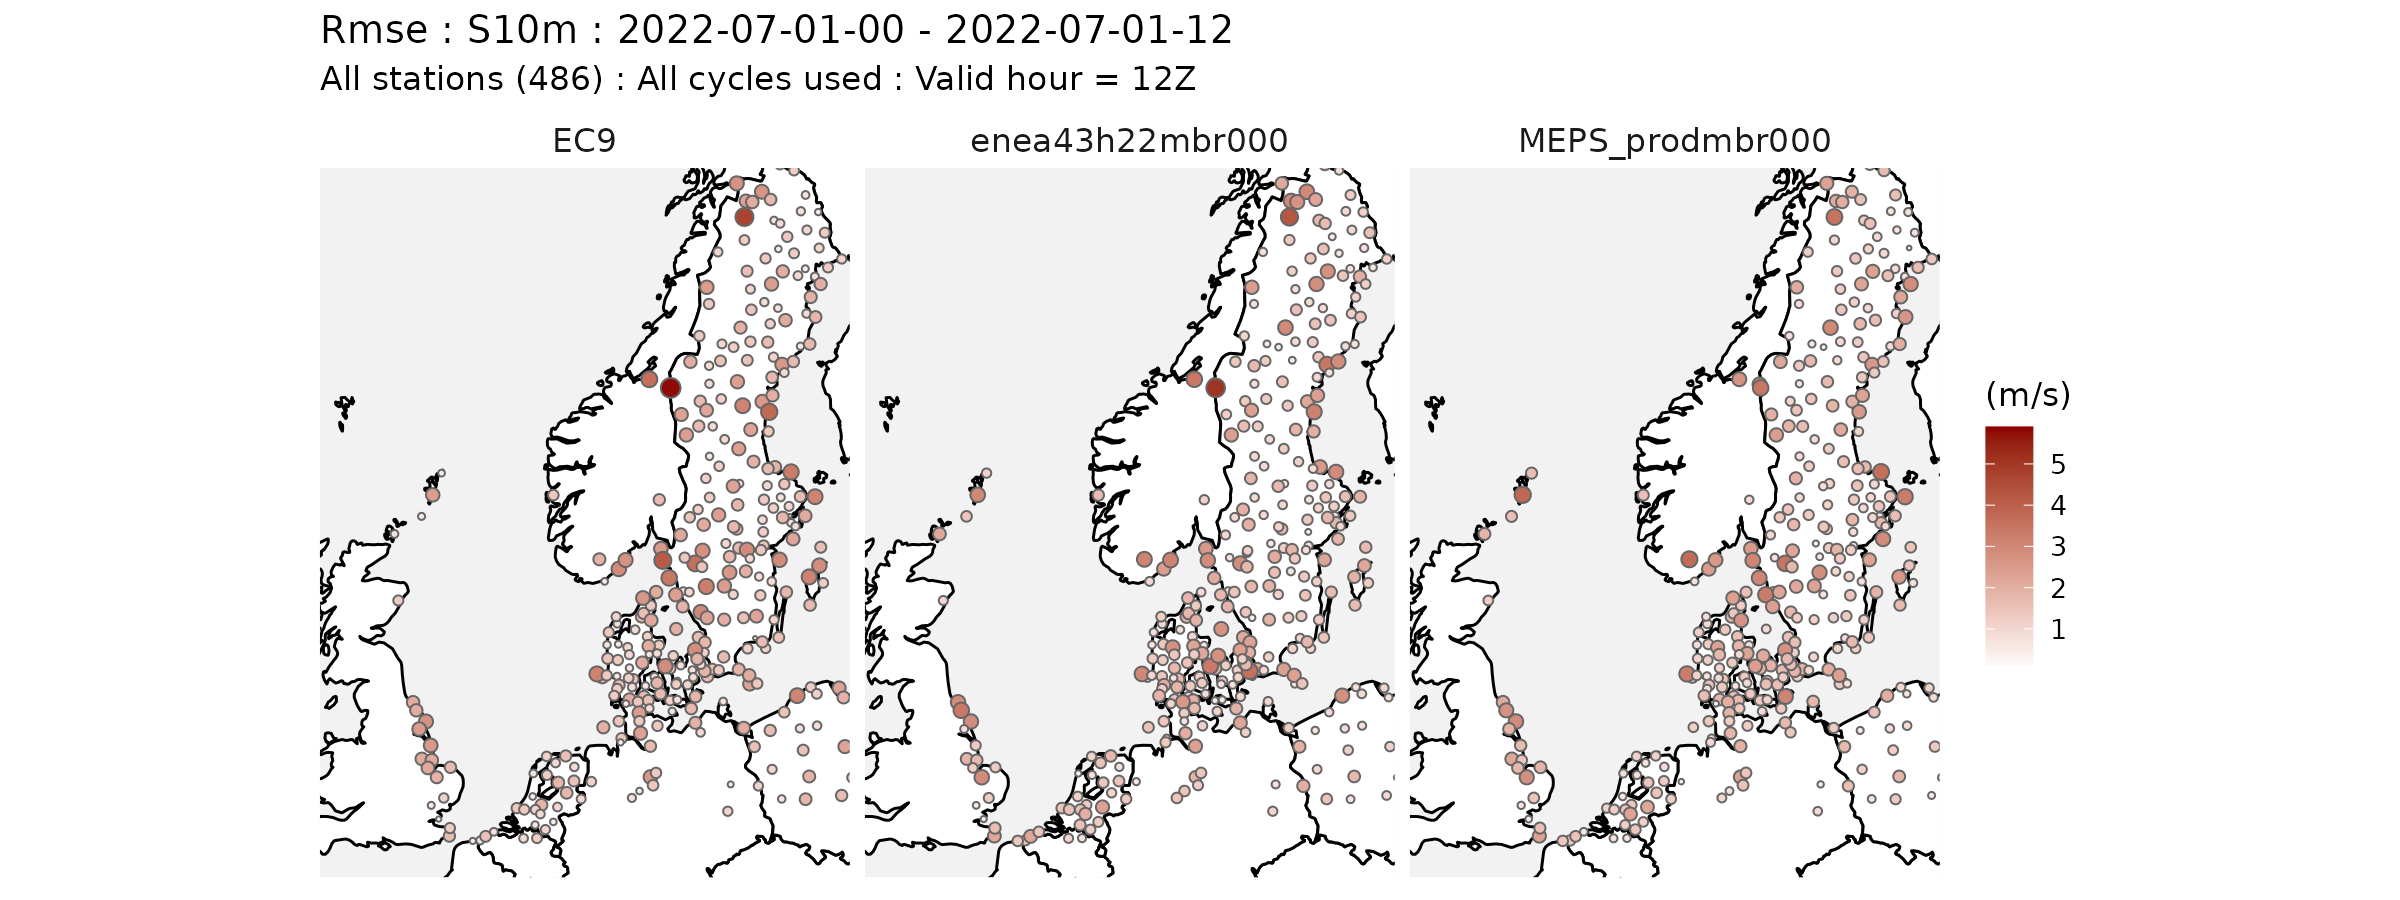 Rmse : S10m : 2022-07-01-00 - 2022-07-01-12
All stations (486) : All cycles used : Valid hour = 12Z
EC9
enea43h22mbr000
MEPS_prodmbr000
(m/s)
5
4
3
2
1